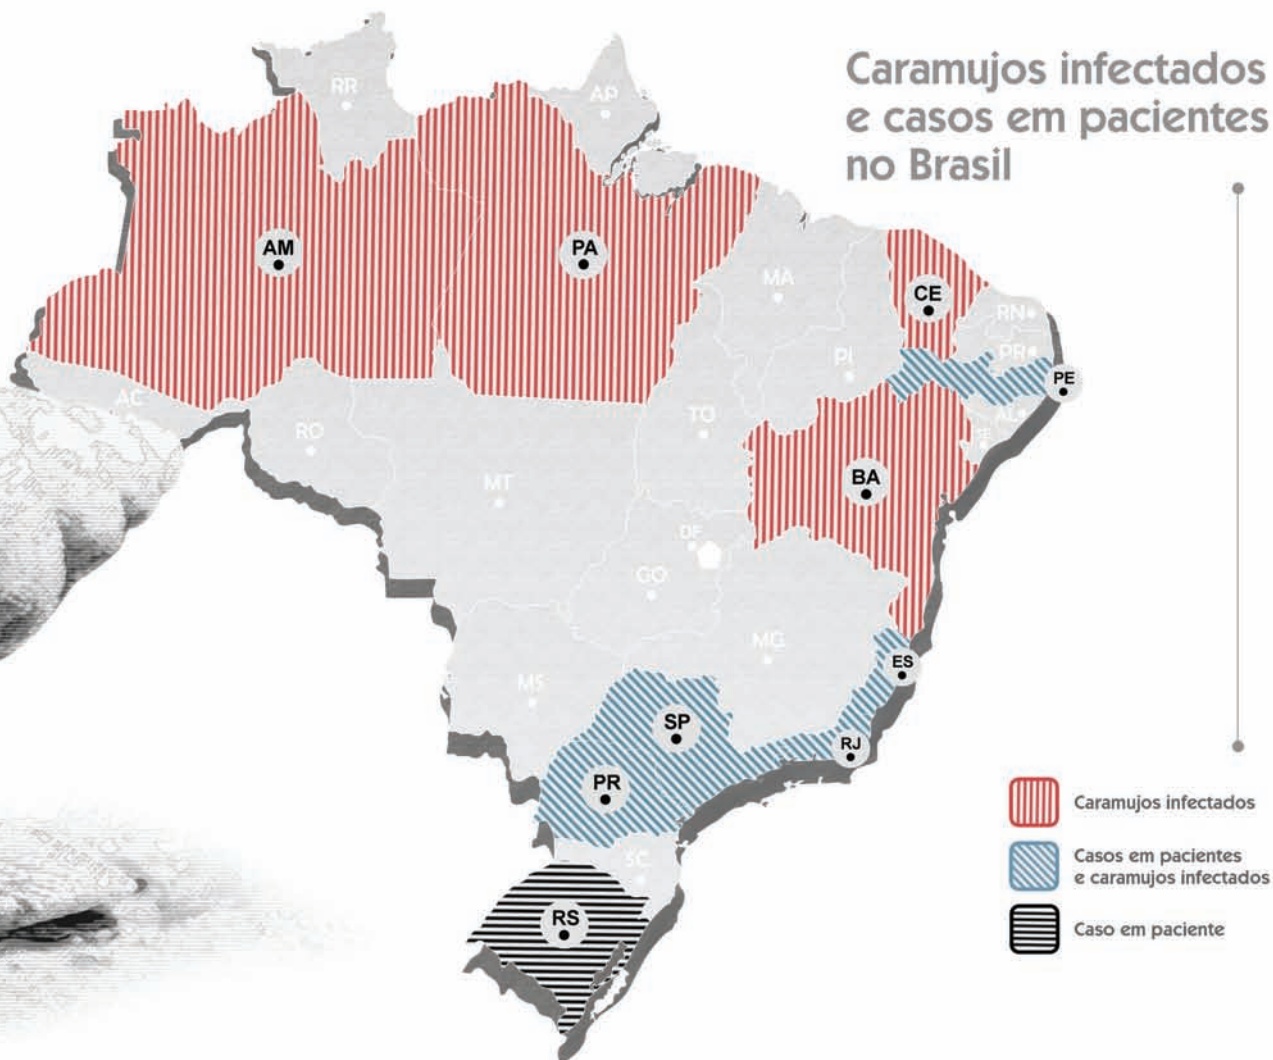 Caramujos infectados
e casos em pacientes
no Brasil
RR
AP
AM
PA
MA
CE
RN
PI
PB
PE
AC
TO
AL
SE
RO
BA
MT
DF
GO
MG
ES
MS
SP
RJ
PR
SC
RS
Caramujos infectados
Casos em pacientes
e caramujos infectados
Caso em paciente